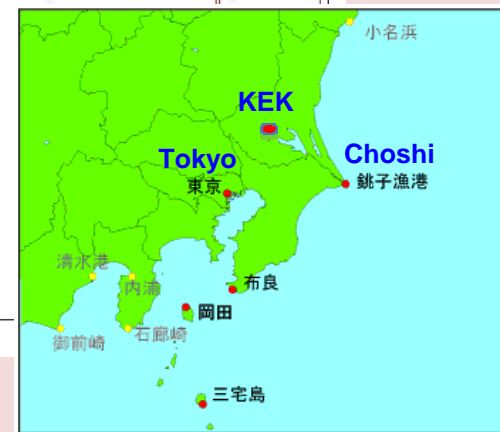 小名浜
KEK
Tokyo
Choshi
東京
銚子漁港
清水港
内浦
布良
岡田
石廊崎
御前崎
三宅島